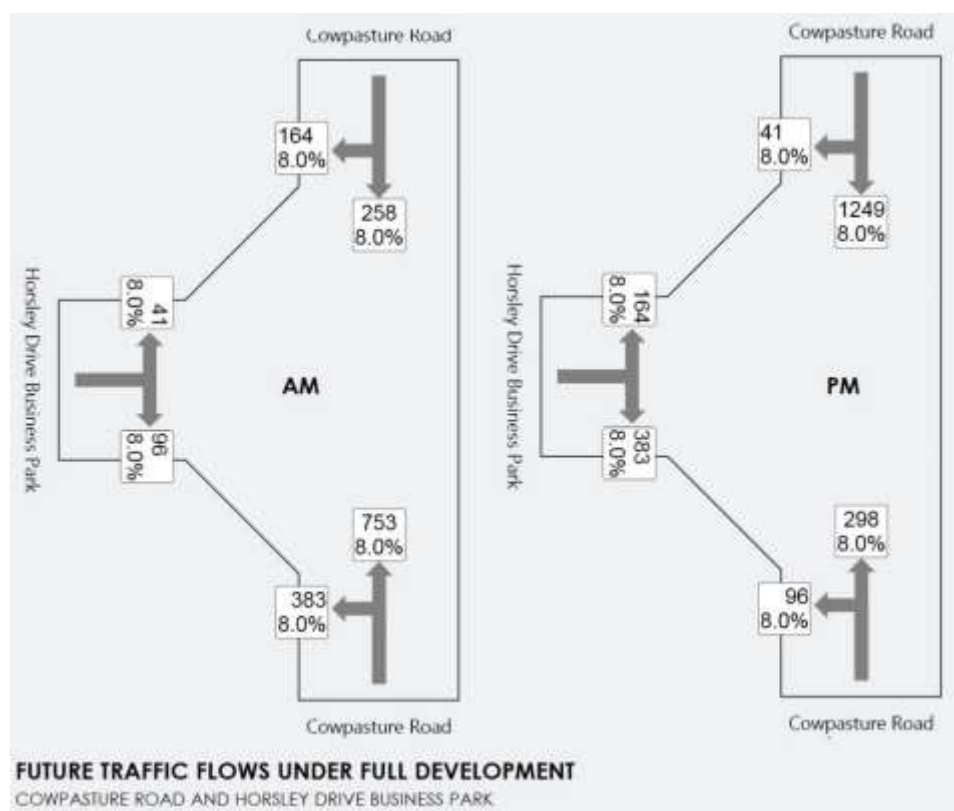 Cowpasture Road
164
8.0%
258
8.0%
41
8.0%
Horsley Drive Business Park
AM
96
8.0%
753
8.0%
383
8.0%
Cowpasture Road
Cowpasture Road
41
8.0%
1249
8.0%
164
8.0%
Horsley Drive Business Park
PM
383
8.0%
298
8.0%
96
8.0%
Cowpasture Road
FUTURE TRAFFIC FLOWS UNDER FULL DEVELOPMENT
COWPASTURE ROAD AND HORSLEY DRIVE BUSINESS PARK